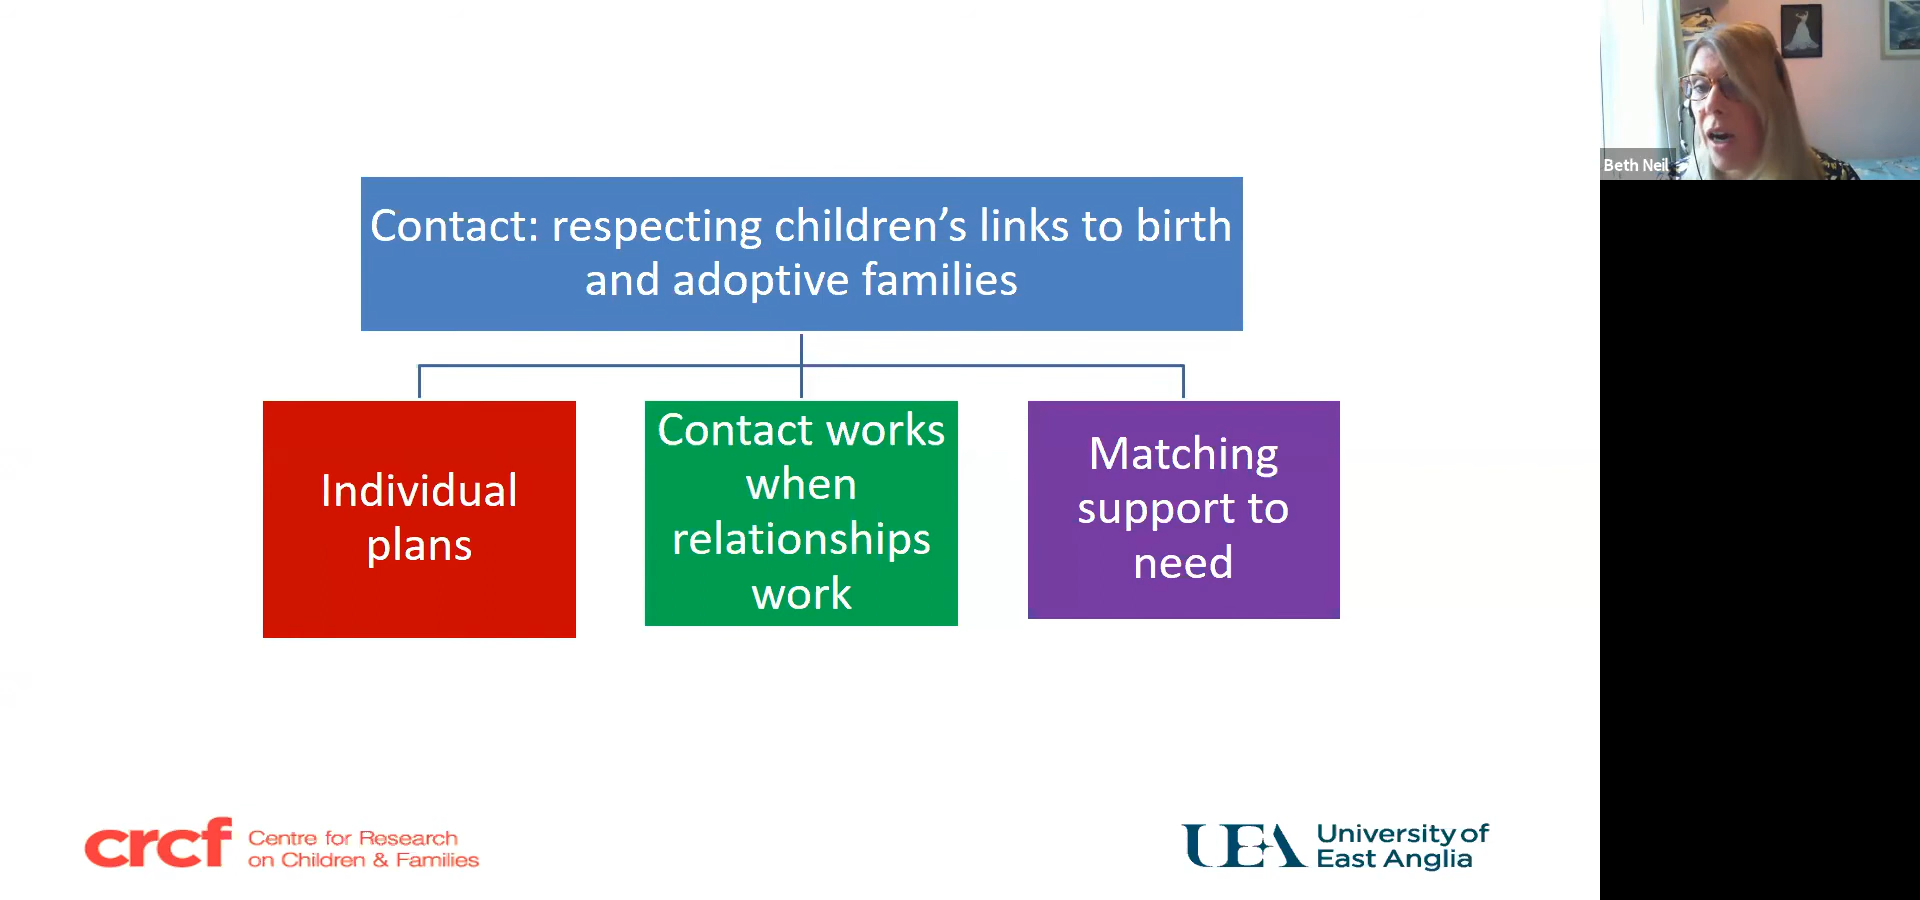 Contact: respecting children’s links to birth
and adoptive families
Individual
plans
Contact works
when
relationships
work
Matching
support to
need
crcf
Centre for Research
on Children & Families
UEA
University of
East Anglia
Beth Neil